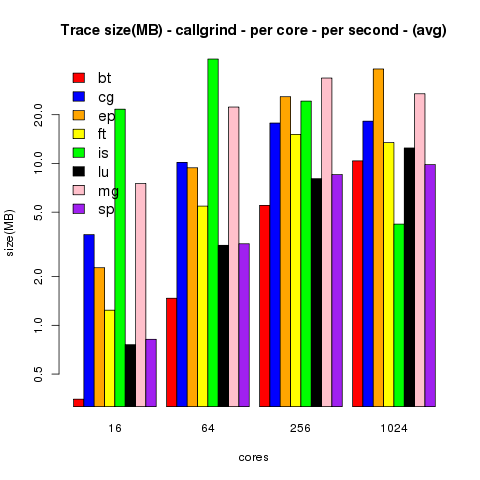 Trace size(MB) - callgrind - per core - per second - (avg)
bt
cg
ep
ft
is
lu
mg
sp
size(MB)
20.0
10.0
5.0
2.0
1.0
0.5
16 64 256 1024
cores